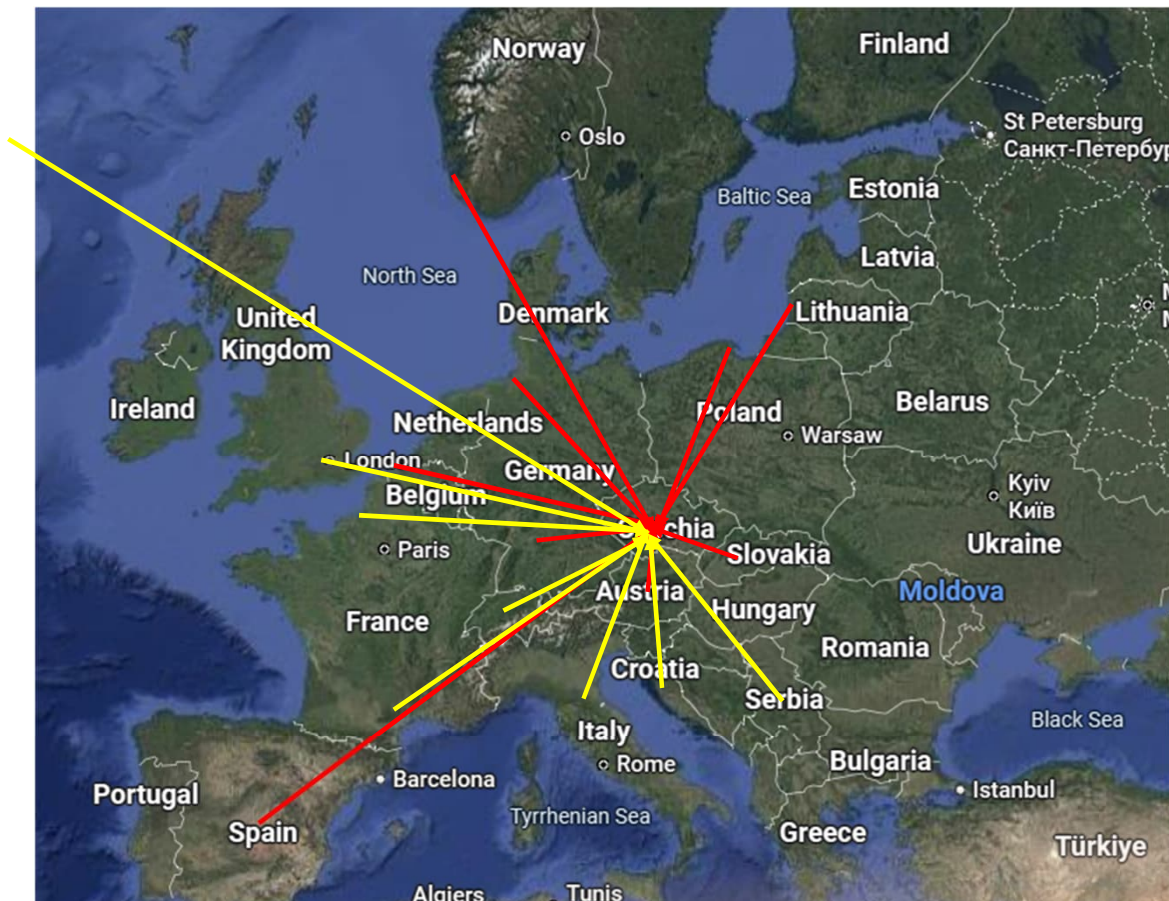 Norway
Finland
Oslo
St Petersburg
Санкт-Петербур
Baltic Sea
Estonia
North Sea
Latvia
Denmark
Lithuania
United
Kingdom
Ireland
Netherlands
Poland
Belarus
Warsaw
London
Germany
Belgium
Kyiv
Київ
Czechia
Paris
Slovakia
Ukraine
Austria
Moldova
Hungary
France
Romania
Croatia
Serbia
Italy
Black Sea
Rome
Bulgaria
Barcelona
Portugal
Istanbul
Tyrrhenian Sea
Spain
Greece
Türkiye
Algiers
Tunis